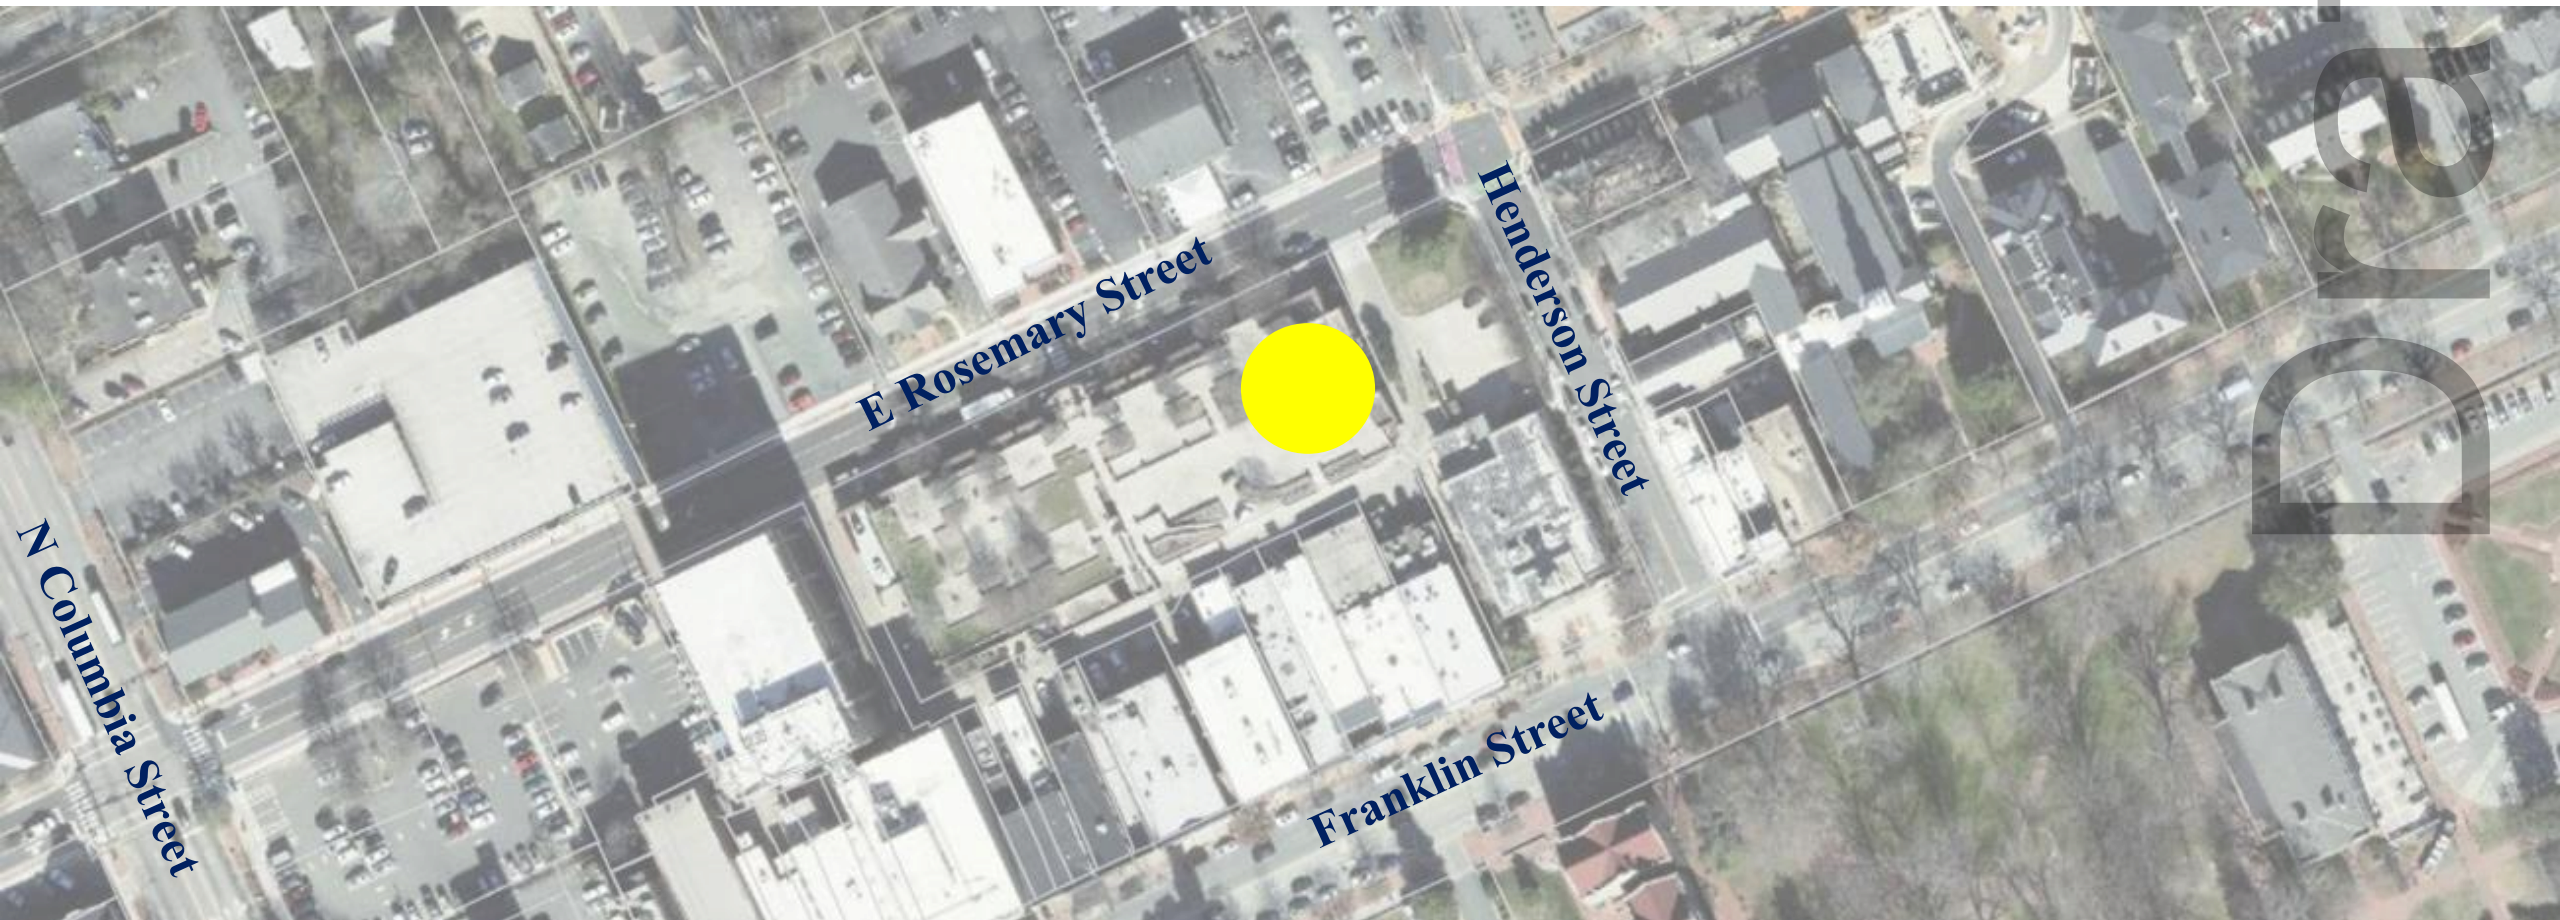 E Rosemary Street
Henderson Street
N Columbia Street
Franklin Street
Dra